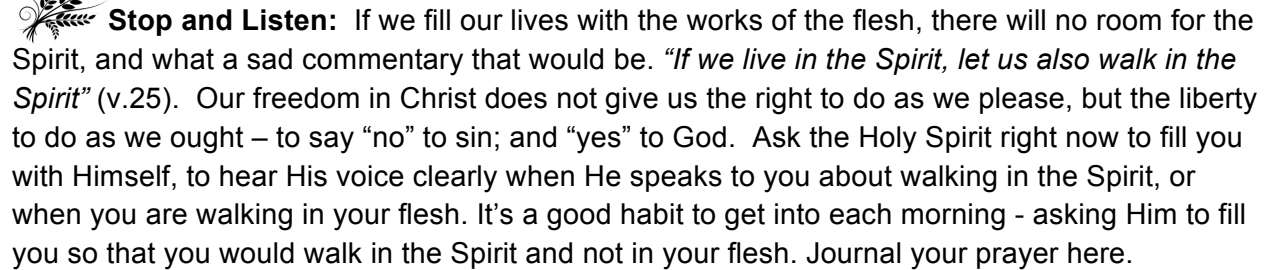 Stop and Listen:  If we fill our lives with the works of the flesh, there will no room for the
Spirit, and what a sad commentary that would be. “If we live in the Spirit, let us also walk in the
Spirit” (v.25).  Our freedom in Christ does not give us the right to do as we please, but the liberty
to do as we ought – to say “no” to sin; and “yes” to God.  Ask the Holy Spirit right now to fill you
with Himself, to hear His voice clearly when He speaks to you about walking in the Spirit, or
when you are walking in your flesh. It’s a good habit to get into each morning - asking Him to fill
you so that you would walk in the Spirit and not in your flesh. Journal your prayer here.